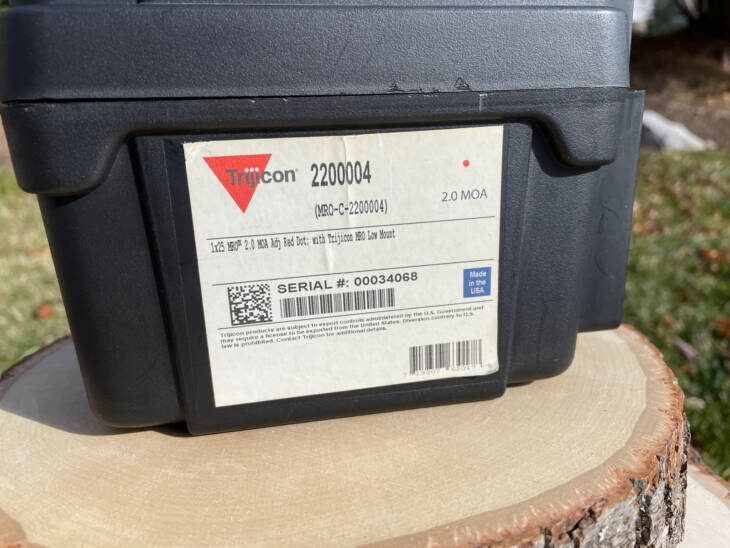 Trijicon® 2200004
(MRO-C-2200004)
2.0 MOA
1x25 MRO® 2.0 MOA Adj Red Dot; with Trijicon MRO Low Mount
SERIAL #: 00034068
Made
in the
USA
Trijicon products are subject to export controls administered by the U.S. Government and
may require a license to be exported from the United States. Diversion contrary to U.S.
law is prohibited. Contact Trijicon for additional details.